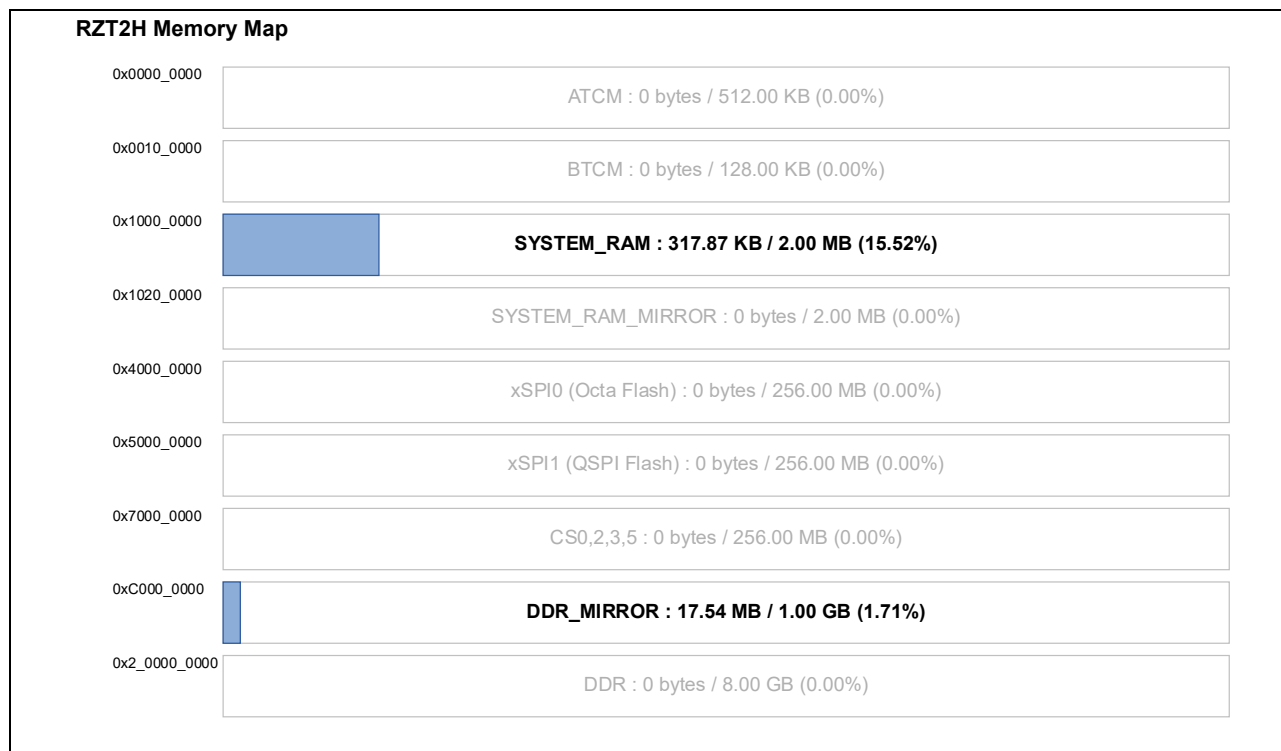 RZT2H Memory Map
0x0000_0000
ATCM : 0 bytes / 512.00 KB (0.00%)
0x0010_0000
BTCM : 0 bytes / 128.00 KB (0.00%)
0x1000_0000
SYSTEM_RAM : 317.87 KB / 2.00 MB (15.52%)
0x1020_0000
SYSTEM_RAM_MIRROR : 0 bytes / 2.00 MB (0.00%)
0x4000_0000
xSPI0 (Octa Flash) : 0 bytes / 256.00 MB (0.00%)
0x5000_0000
xSPI1 (QSPI Flash) : 0 bytes / 256.00 MB (0.00%)
0x7000_0000
CS0,2,3,5 : 0 bytes / 256.00 MB (0.00%)
0xC000_0000
DDR_MIRROR : 17.54 MB / 1.00 GB (1.71%)
0x2_0000_0000
DDR : 0 bytes / 8.00 GB (0.00%)